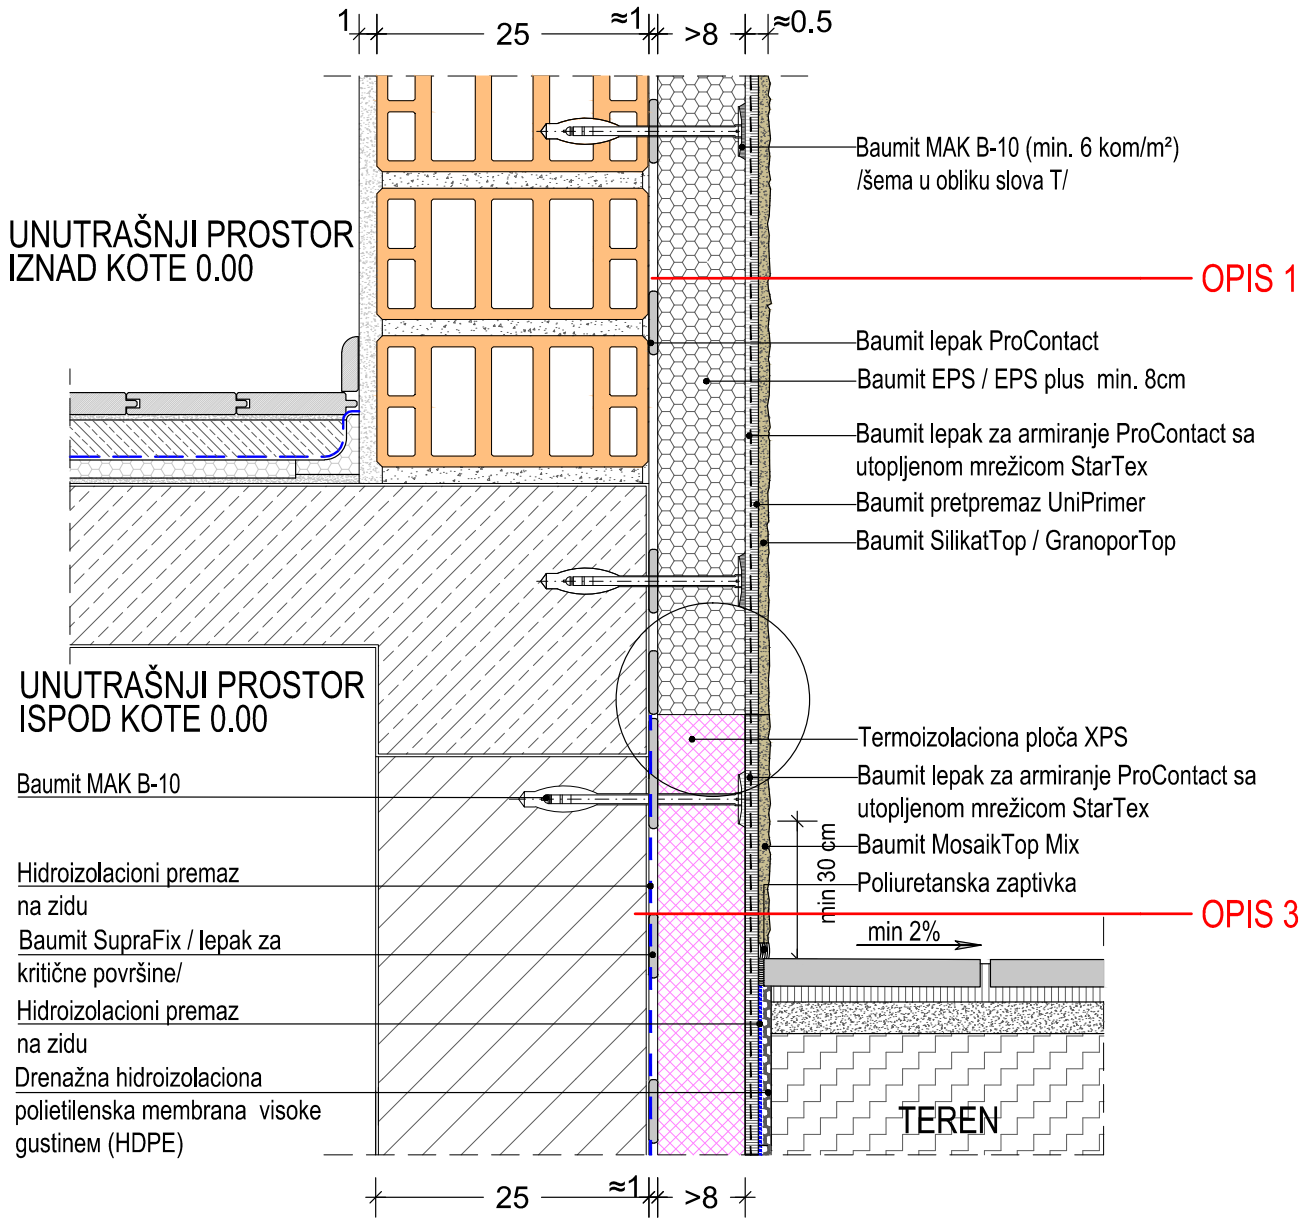 1
25
≈1
>8
≈0.5
Baumit MAK B-10 (min. 6 kom/m²)
/šema u obliku slova T/
UNUTRAŠNJI PROSTOR
IZNAD KOTE 0.00
OPIS 1
Baumit lepak ProContact
Baumit EPS / EPS plus min. 8cm
Baumit lepak za armiranje ProContact sa
utopljenom mrežicom StarTex
Baumit pretpremaz UniPrimer
Baumit SilikatTop / GranoporTop
UNUTRAŠNJI PROSTOR
ISPOD KOTE 0.00
Baumit MAK B-10
Termoizolaciona ploča XPS
Baumit lepak za armiranje ProContact sa
utopljenom mrežicom StarTex
Baumit MosaikTop Mix
Poliuretanska zaptivka
min 30 cm
OPIS 3
min 2%
Hidroizolacioni premaz
na zidu
Baumit SupraFix / lepak za
kritične površine/
Hidroizolacioni premaz
na zidu
Drenažna hidroizolaciona
polietilenska membrana visoke
gustineм (HDPE)
TEREN
25
≈1
>8